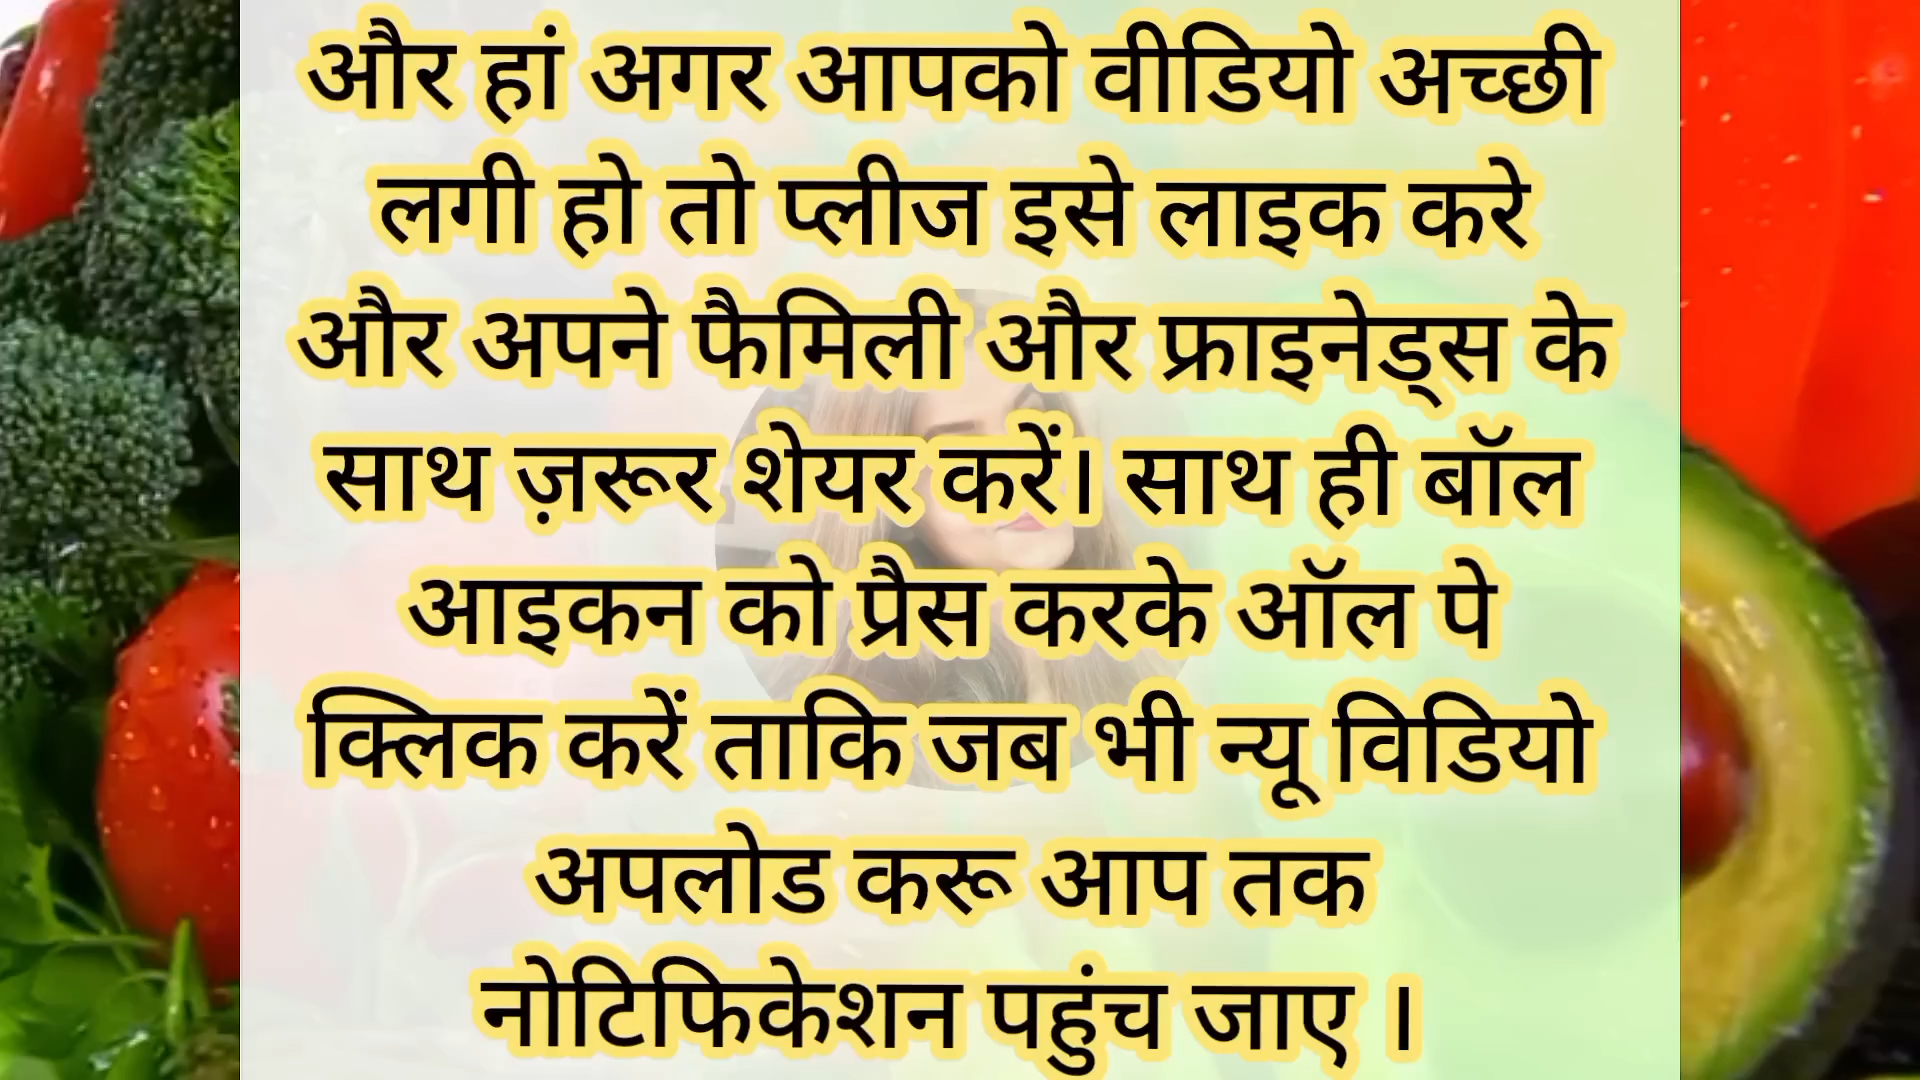 और हां अगर आपको वीडियो अच्छी
लगी हो तो प्लीज इसे लाइक करे
और अपने फैमिली और फ्राइनेड्स के
साथ ज़रूर शेयर करें। साथ ही बॉल
आइकन को प्रैस करके ऑल पे
क्लिक करें ताकि जब भी न्यू विडियो
अपलोड करू आप तक
नोटिफिकेशन पहुंच जाए ।